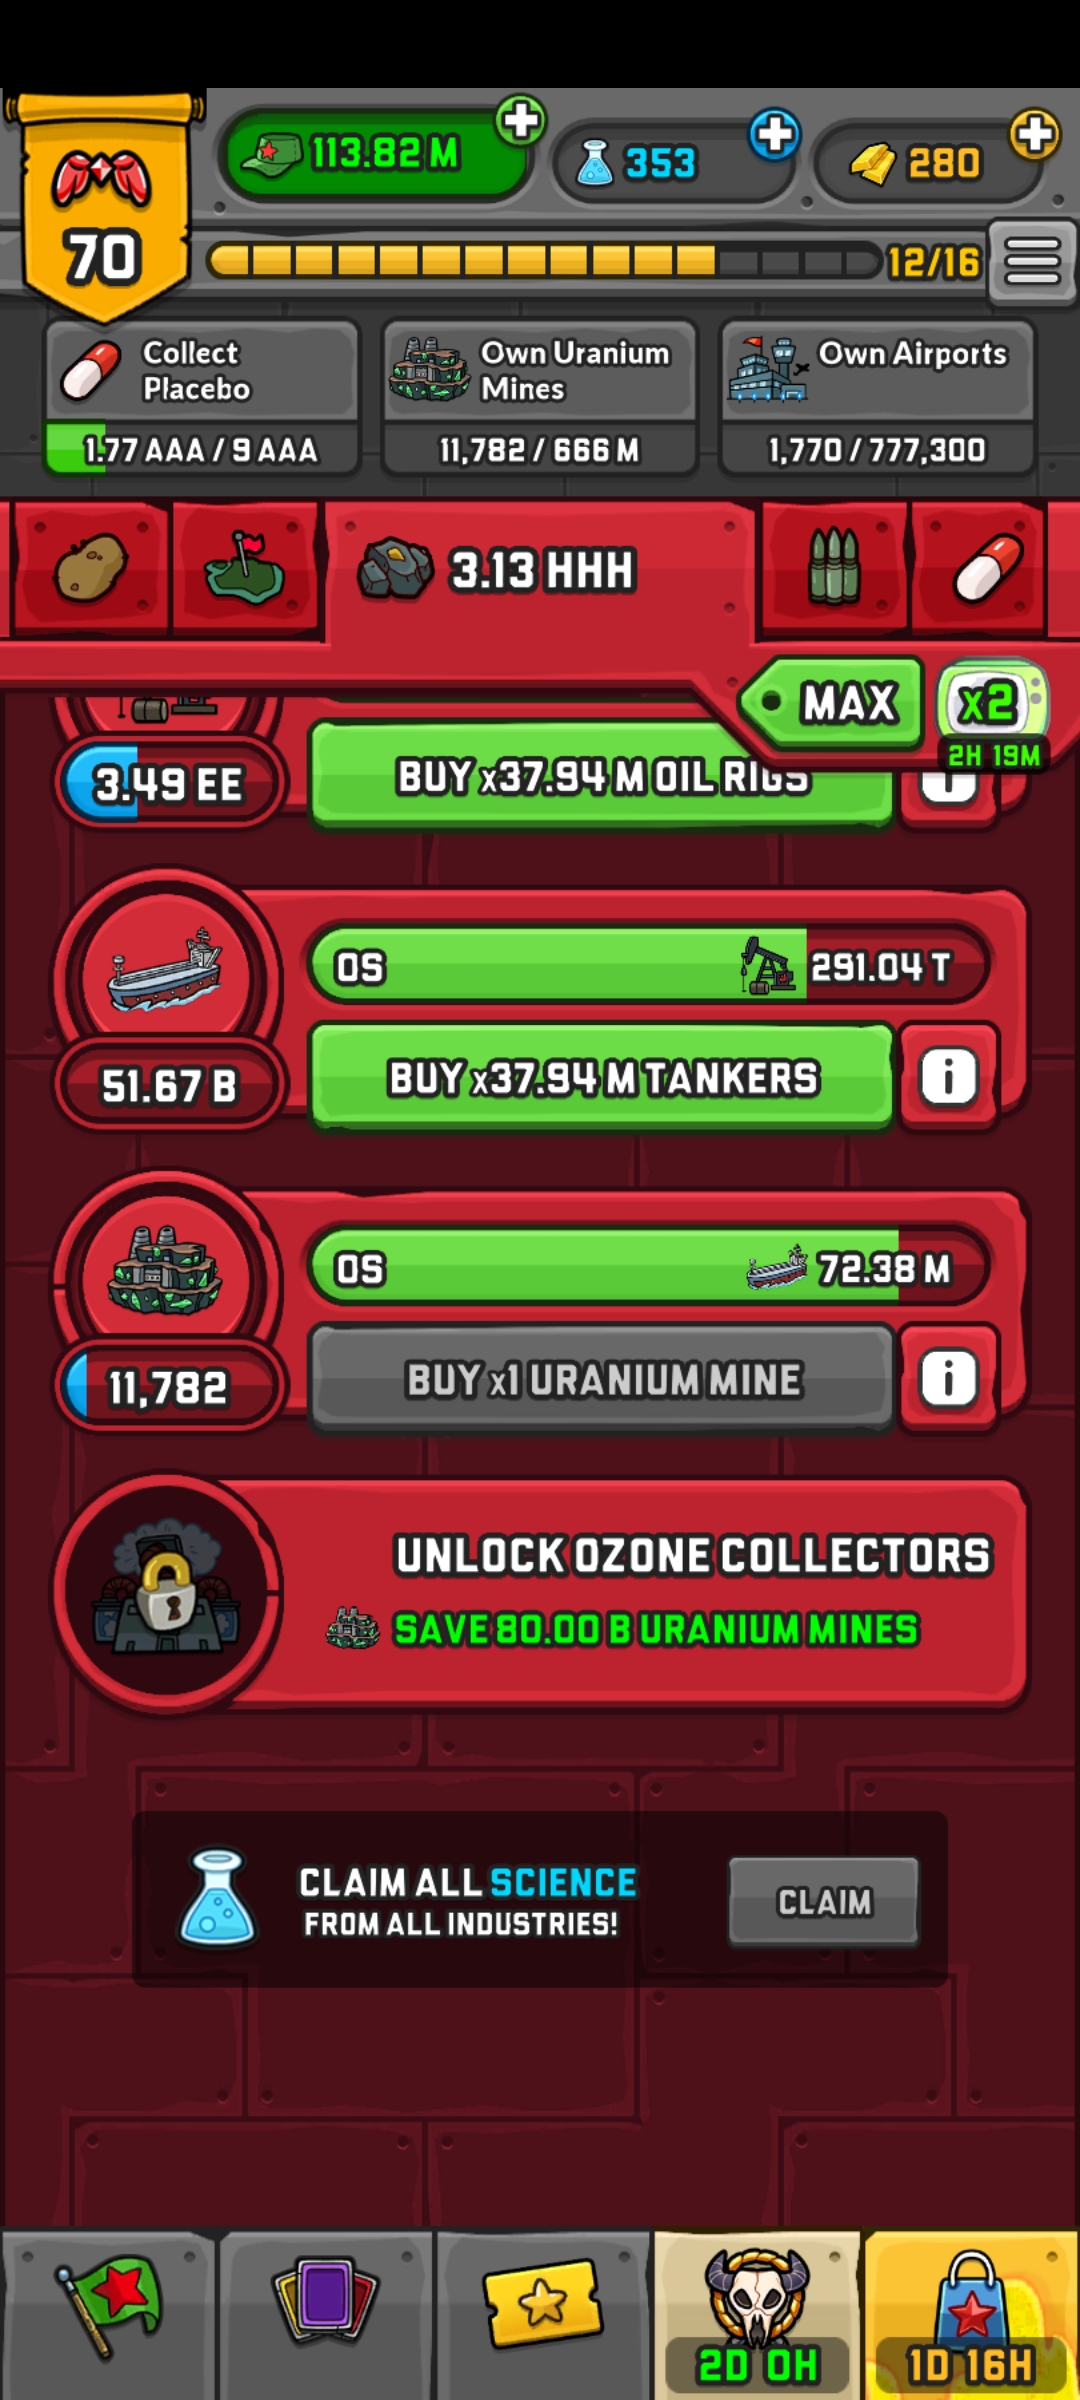 113.82 M
353
280
70
12/16
Collect
Placebo
1.77 AAA / 9 AAA
Own Uranium
Mines
11,782 / 666 M
Own Airports
1,770 / 777,300
3.13 HHH
MAX
x2
2H 19M
3.49 EE
BUY x37.94 M OIL RIGS
0S
291.04 T
51.67 B
BUY x37.94 M TANKERS
i
0S
72.38 M
11,782
BUY x1 URANIUM MINE
i
UNLOCK OZONE COLLECTORS
SAVE 80.00 B URANIUM MINES
CLAIM ALL SCIENCE
FROM ALL INDUSTRIES!
CLAIM
2D 0H
1D 16H